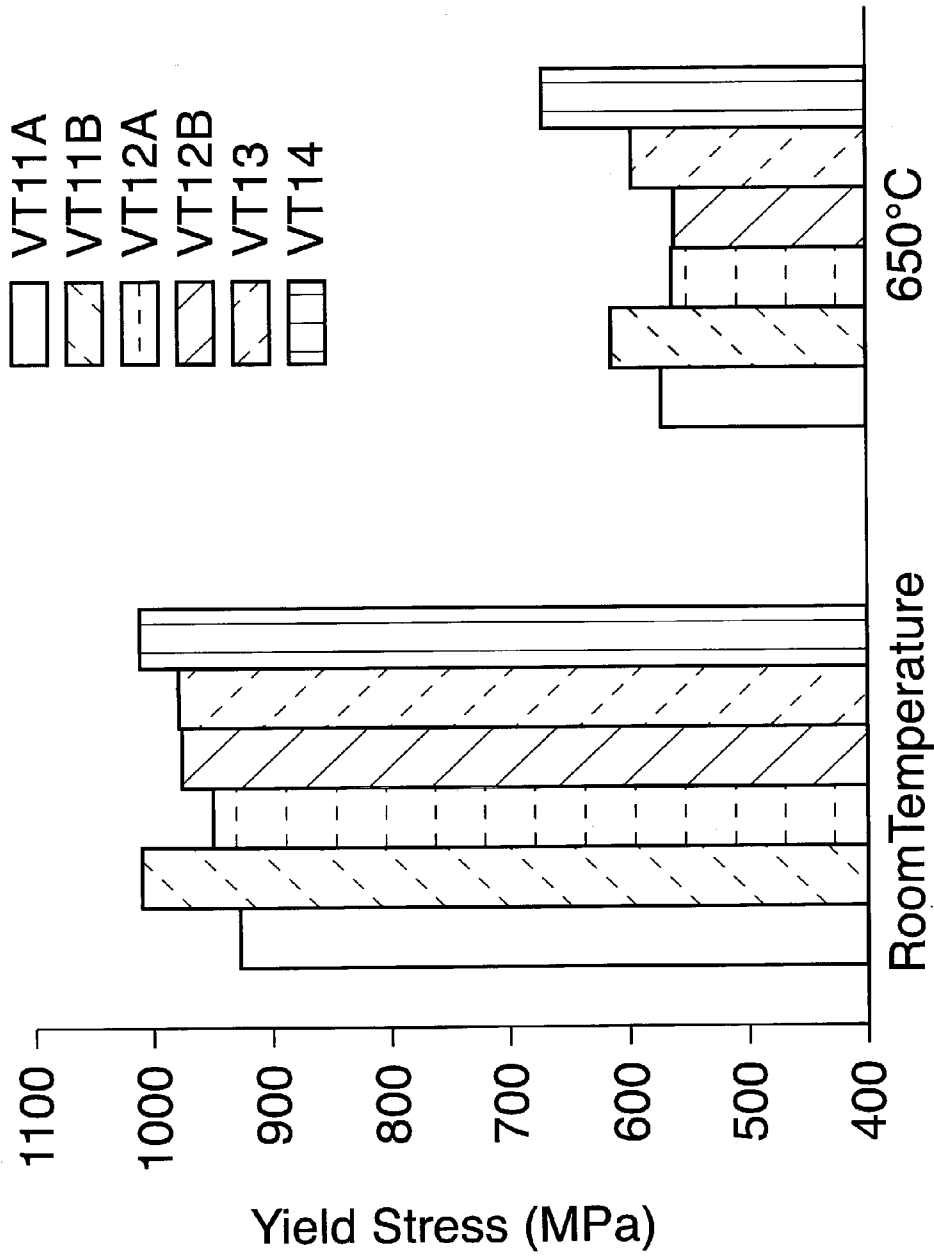 Yield Stress (MPa)
1100
1000
900
800
700
600
500
400
VT11A
VT11B
VT12A
VT12B
VT13
VT14
RoomTemperature
650°C